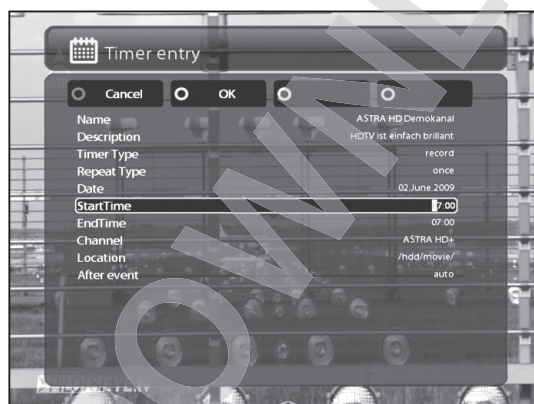 Timer entry
Cancel OK
Name ASTRA HD Demokanal
Description HDTV ist einfach brillant
Timer Type record
Repeat Type once
Date 02 June 2009
StartTime 7:00
EndTime 07:00
Channel ASTRA HD+
Location /hdd/movie/
After event auto